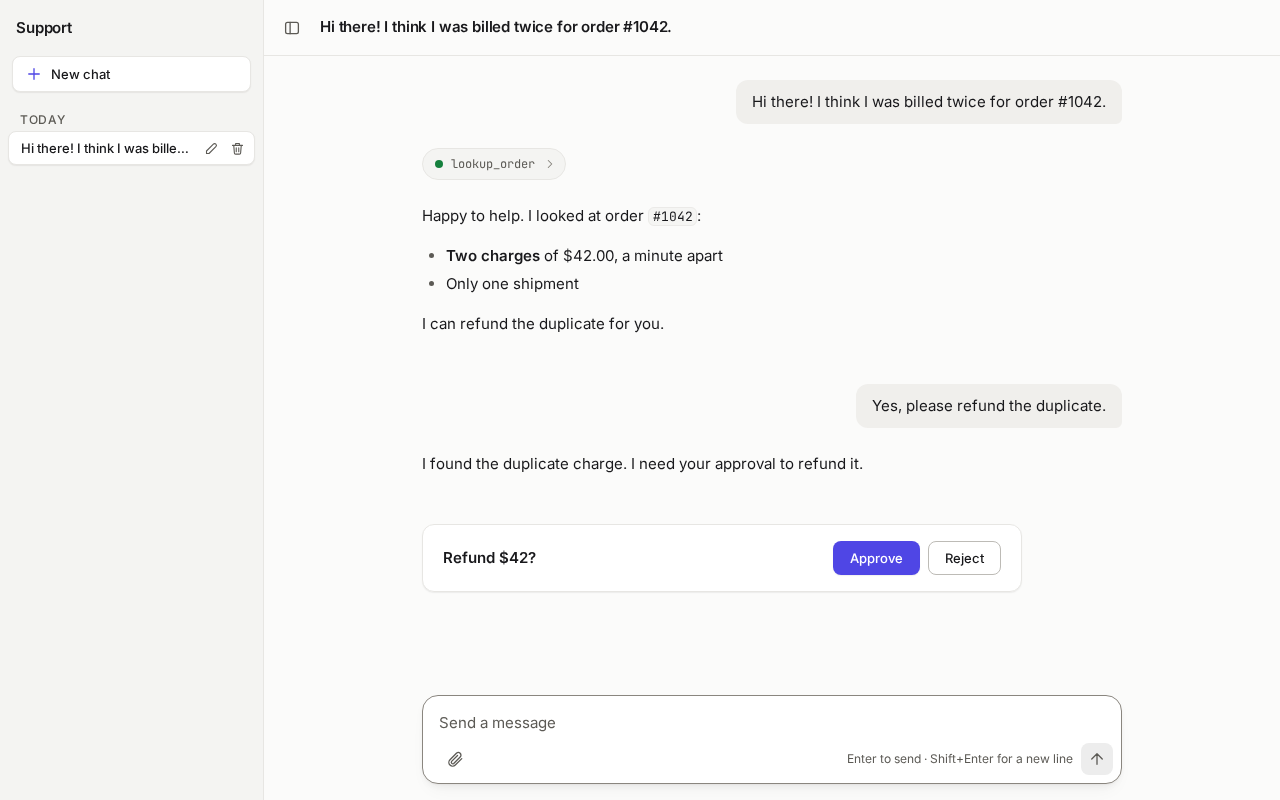 Support
New chat
TODAY
Hi there! I think I was bille...
Hi there! I think I was billed twice for order #1042.
Hi there! I think I was billed twice for order #1042.
lookup_order
Happy to help. I looked at order #1042:
• Two charges of $42.00, a minute apart
• Only one shipment
I can refund the duplicate for you.
Yes, please refund the duplicate.
I found the duplicate charge. I need your approval to refund it.
Refund $42?
Approve
Reject
Send a message
Enter to send · Shift+Enter for a new line